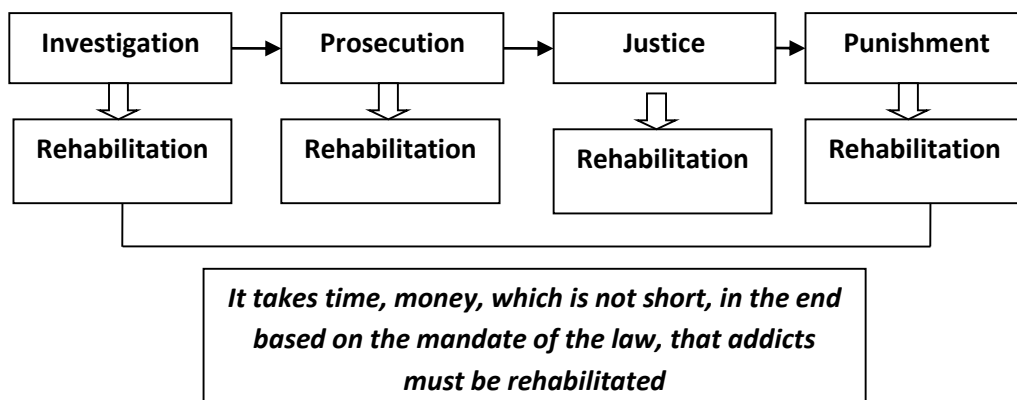 Investigation
Prosecution
Justice
Punishment
Rehabilitation
Rehabilitation
Rehabilitation
Rehabilitation
It takes time, money, which is not short, in the end
based on the mandate of the law, that addicts
must be rehabilitated